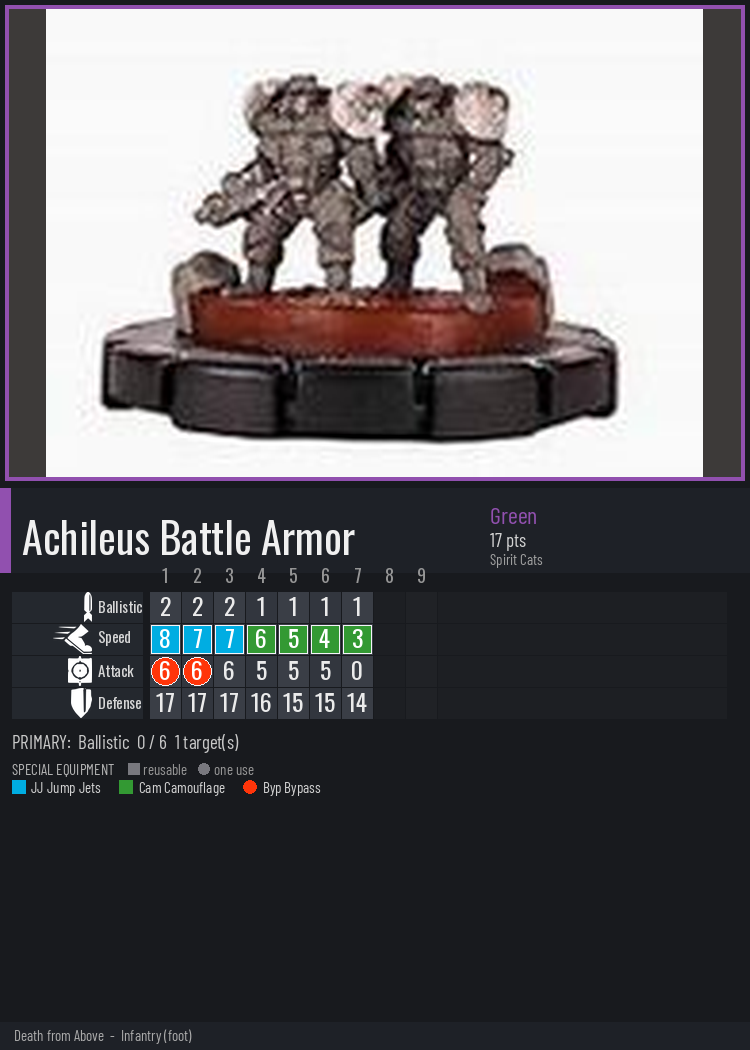 Achileus Battle Armor
Green
17 pts
Spirit Cats
1 2 3 4 5 6 7 8 9
Ballistic 2 2 2 1 1 1 1
Speed 8 7 7 6 5 4 3
Attack 6 6 6 5 5 5 0
Defense 17 17 17 16 15 15 14
PRIMARY: Ballistic 0 / 6 1 target(s)
SPECIAL EQUIPMENT reusable one use
JJ Jump Jets Cam Camouflage Byp Bypass
Death from Above - Infantry (foot)